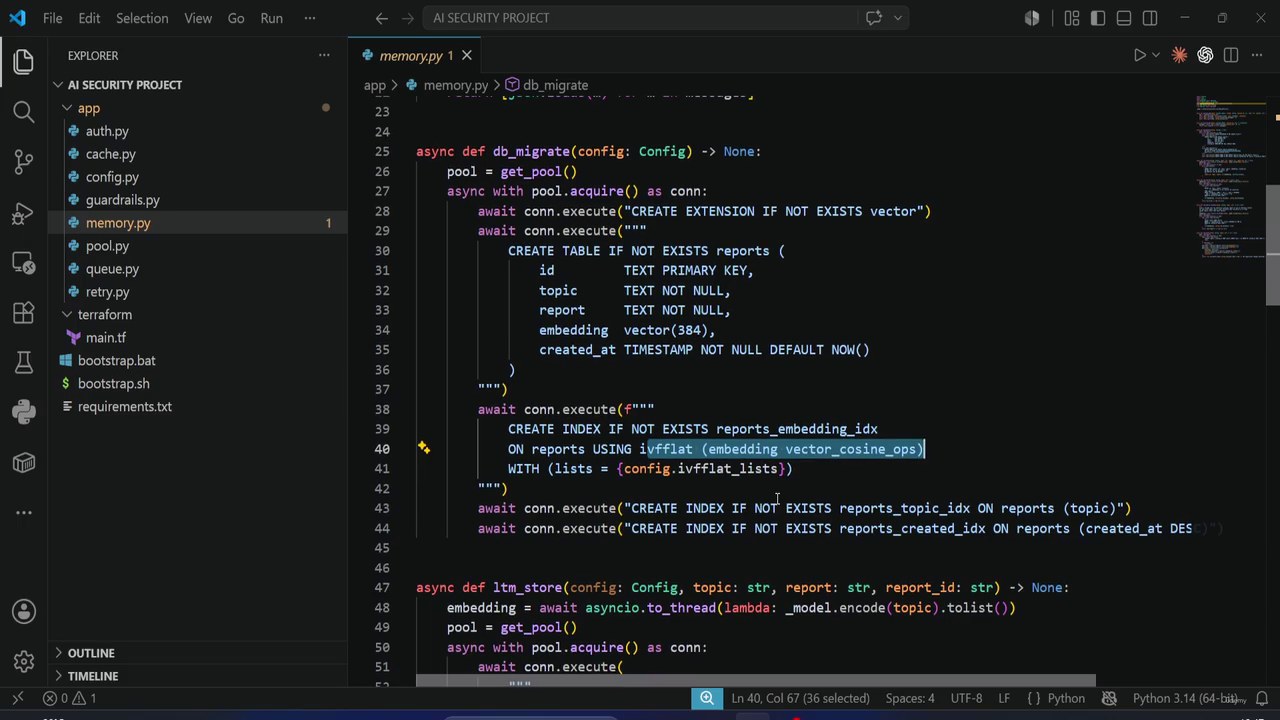 File Edit Selection View Go Run ··· AI SECURITY PROJECT
EXPLORER ···
AI SECURITY PROJECT
app
auth.py
cache.py
config.py
guardrails.py
memory.py 1
pool.py
queue.py
retry.py
terraform
main.tf
bootstrap.bat
bootstrap.sh
requirements.txt
OUTLINE
TIMELINE
memory.py 1
app > memory.py > db_migrate
23
24
25 async def db_migrate(config: Config) -> None:
26 pool = get_pool()
27 async with pool.acquire() as conn:
28 await conn.execute("CREATE EXTENSION IF NOT EXISTS vector")
29 await conn.execute("""
30 CREATE TABLE IF NOT EXISTS reports (
31 id TEXT PRIMARY KEY,
32 topic TEXT NOT NULL,
33 report TEXT NOT NULL,
34 embedding vector(384),
35 created_at TIMESTAMP NOT NULL DEFAULT NOW()
36 )
37 """)
38 await conn.execute(f"""
39 CREATE INDEX IF NOT EXISTS reports_embedding_idx
40 ON reports USING ivfflat (embedding vector_cosine_ops)
41 WITH (lists = {config.ivfflat_lists})
42 """)
43 await conn.execute("CREATE INDEX IF NOT EXISTS reports_topic_idx ON reports (topic)")
44 await conn.execute("CREATE INDEX IF NOT EXISTS reports_created_idx ON reports (created_at DESC)")
45
46
47 async def ltm_store(config: Config, topic: str, report: str, report_id: str) -> None:
48 embedding = await asyncio.to_thread(lambda: _model.encode(topic).tolist())
49 pool = get_pool()
50 async with pool.acquire() as conn:
51 await conn.execute(
"""
0 1 Ln 40, Col 67 (36 selected) Spaces: 4 UTF-8 LF { } Python Python 3.14 (64-bit)